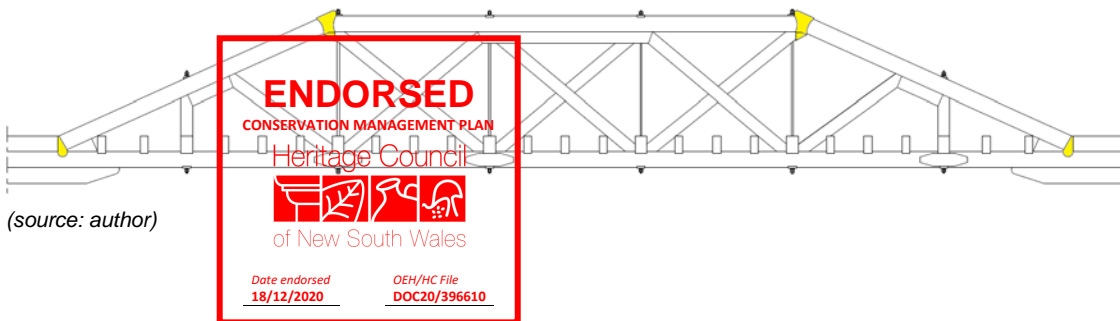 ENDORSED
CONSERVATION MANAGEMENT PLAN
Heritage Council
of New South Wales
(source: author)
Date endorsed OEH/HC File
18/12/2020 DOC20/396610